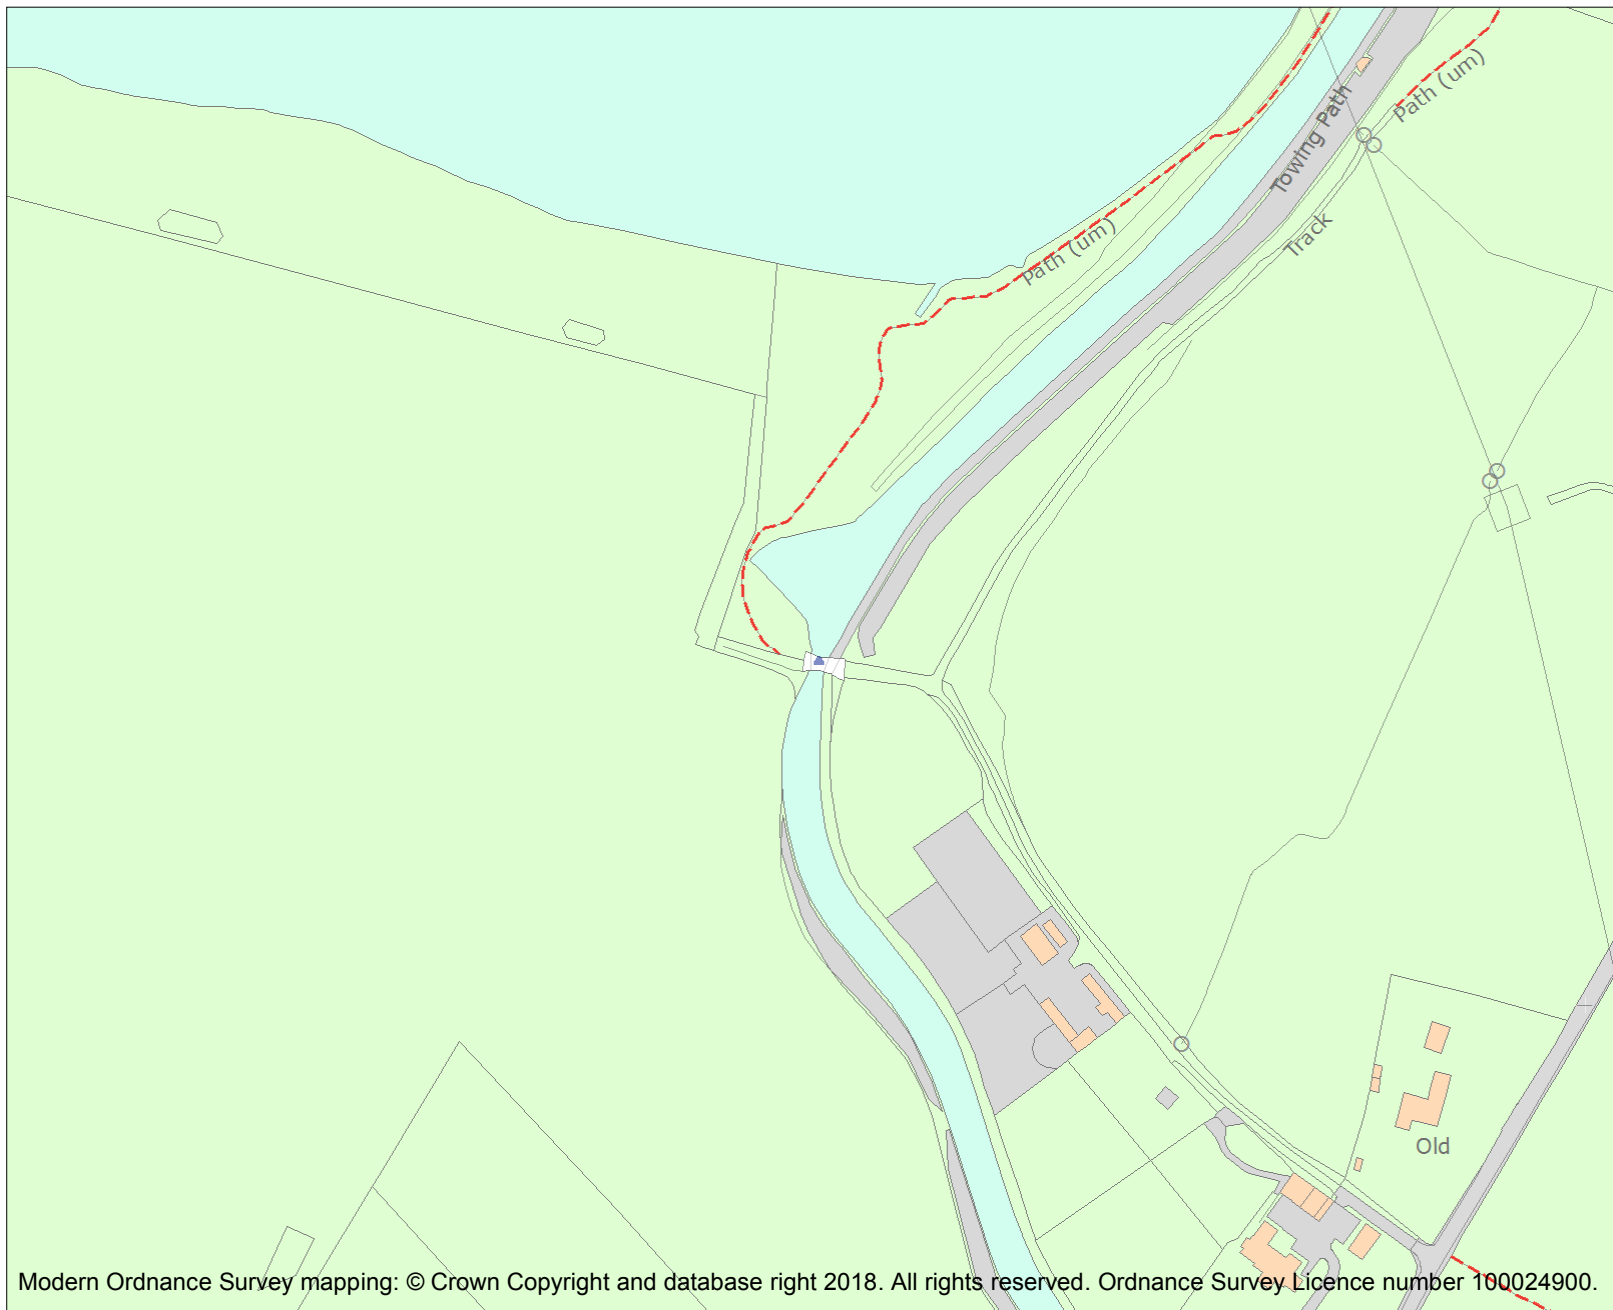 Path (um)
Towing Path
Track
Path (um)
Old
Modern Ordnance Survey mapping: © Crown Copyright and database right 2018. All rights reserved. Ordnance Survey Licence number 100024900.